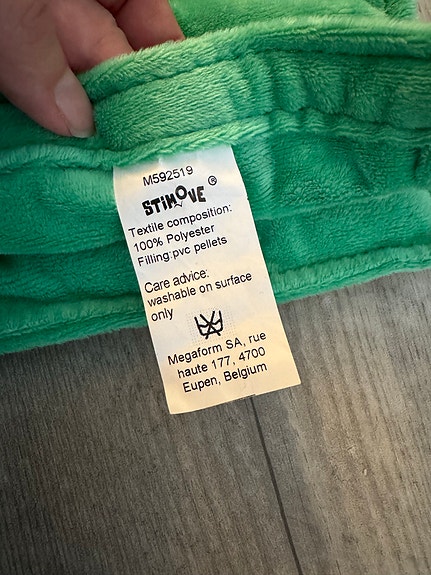 M592519
STIMOVE®
Textile composition:
100% Polyester
Filling:pvc pellets
Care advice:
washable on surface
only
Megaform SA, rue
haute 177, 4700
Eupen, Belgium